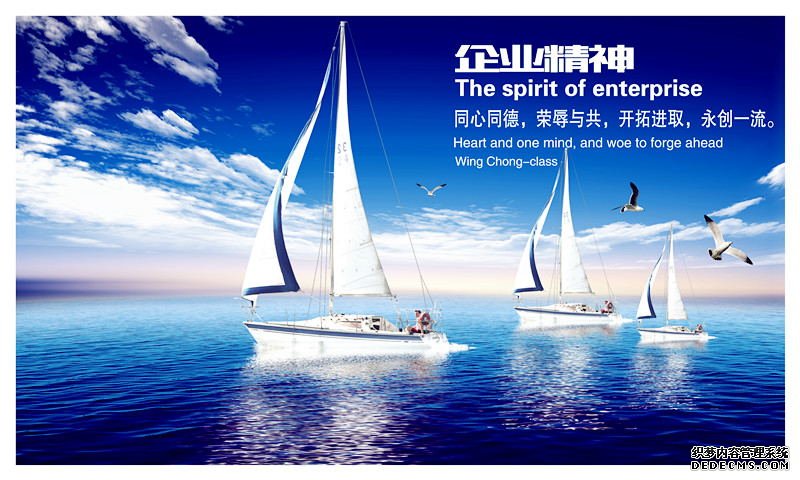 企业精神
The spirit of enterprise
同心同德，荣辱与共，开拓进取，永创一流。
Heart and one mind, and woe to forge ahead
Wing Chong-class
织梦内容管理系统
DEDECMS.COM